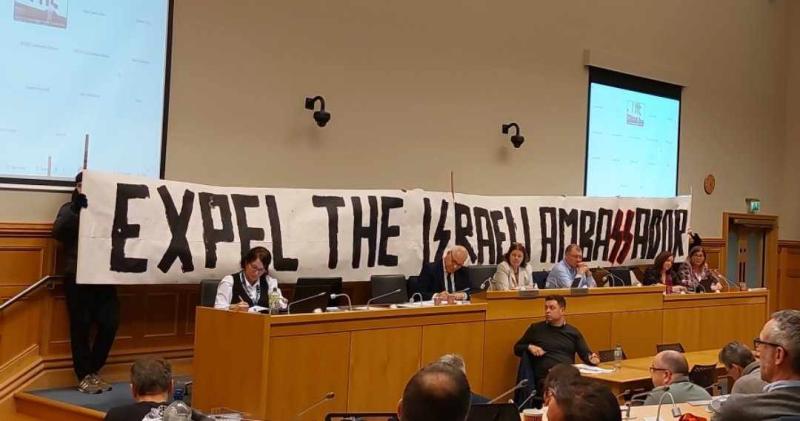 EXPEL THE ISRAELI AMBASSADOR